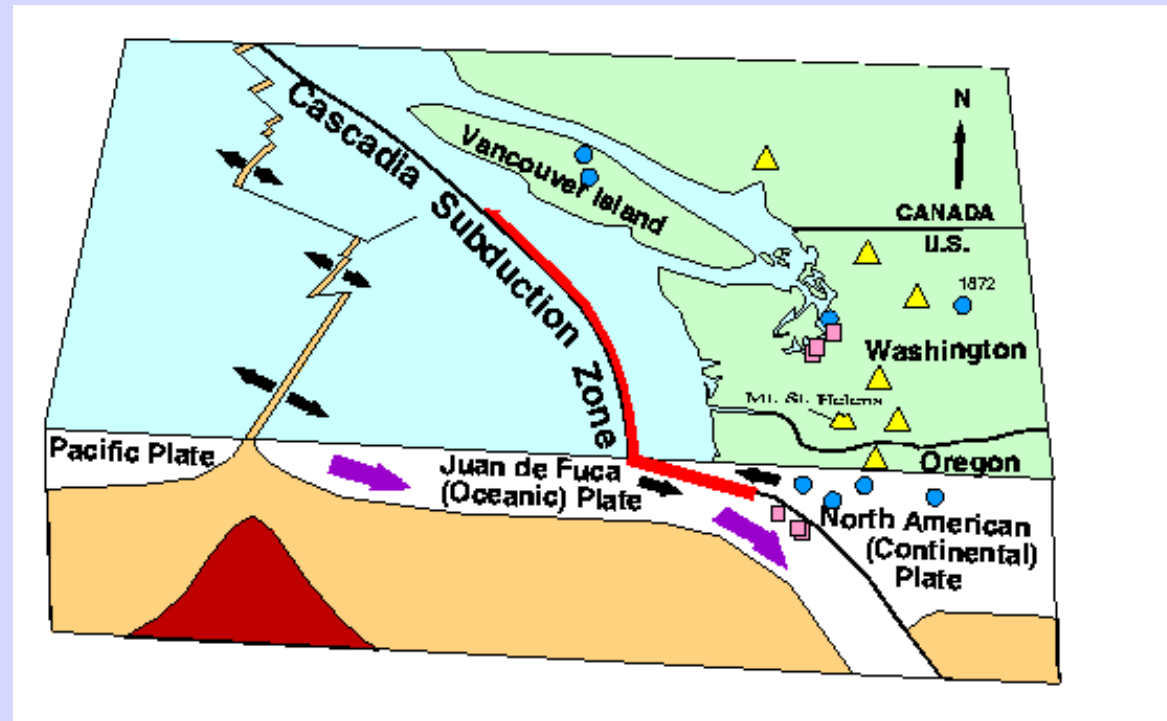 Cascadia Subduction Zone
Vancouver Island
N
CANADA
U.S.
1872
Washington
Mt. St. Helens
Oregon
Pacific Plate
Juan de Fuca
(Oceanic) Plate
North American
(Continental)
Plate